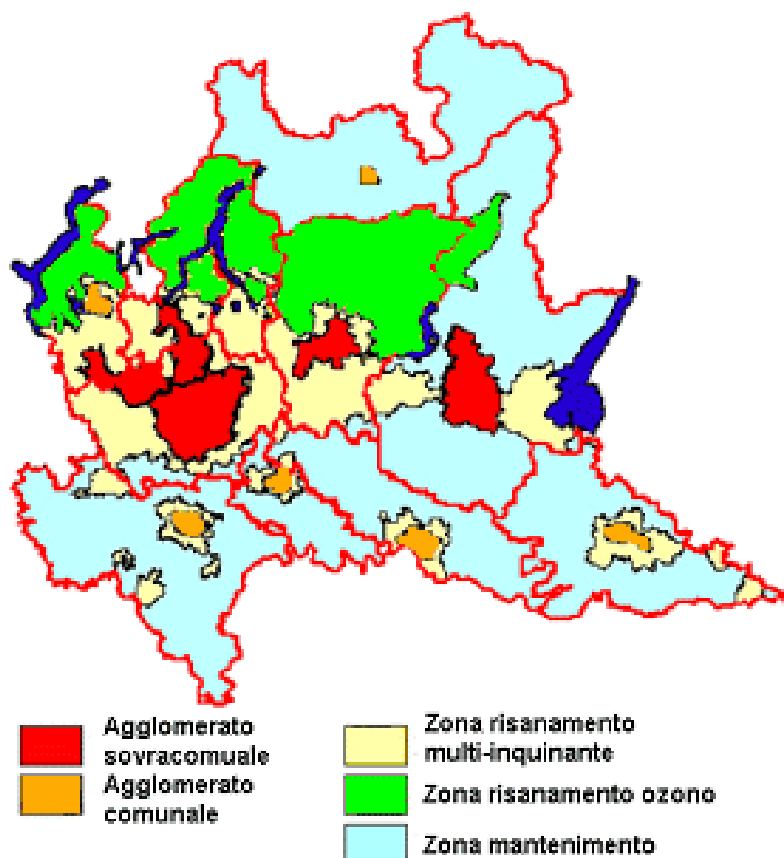 Agglomerato
sovracomuale
Agglomerato
comunale
Zona risanamento
multi-inquinante
Zona risanamento ozono
Zona mantenimento